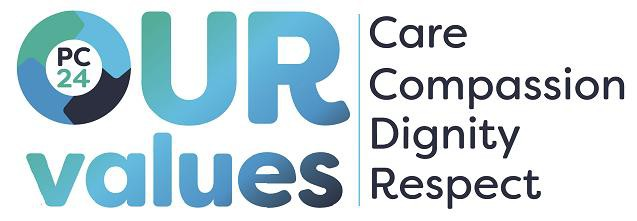 PC
24
OUR
values
Care
Compassion
Dignity
Respect